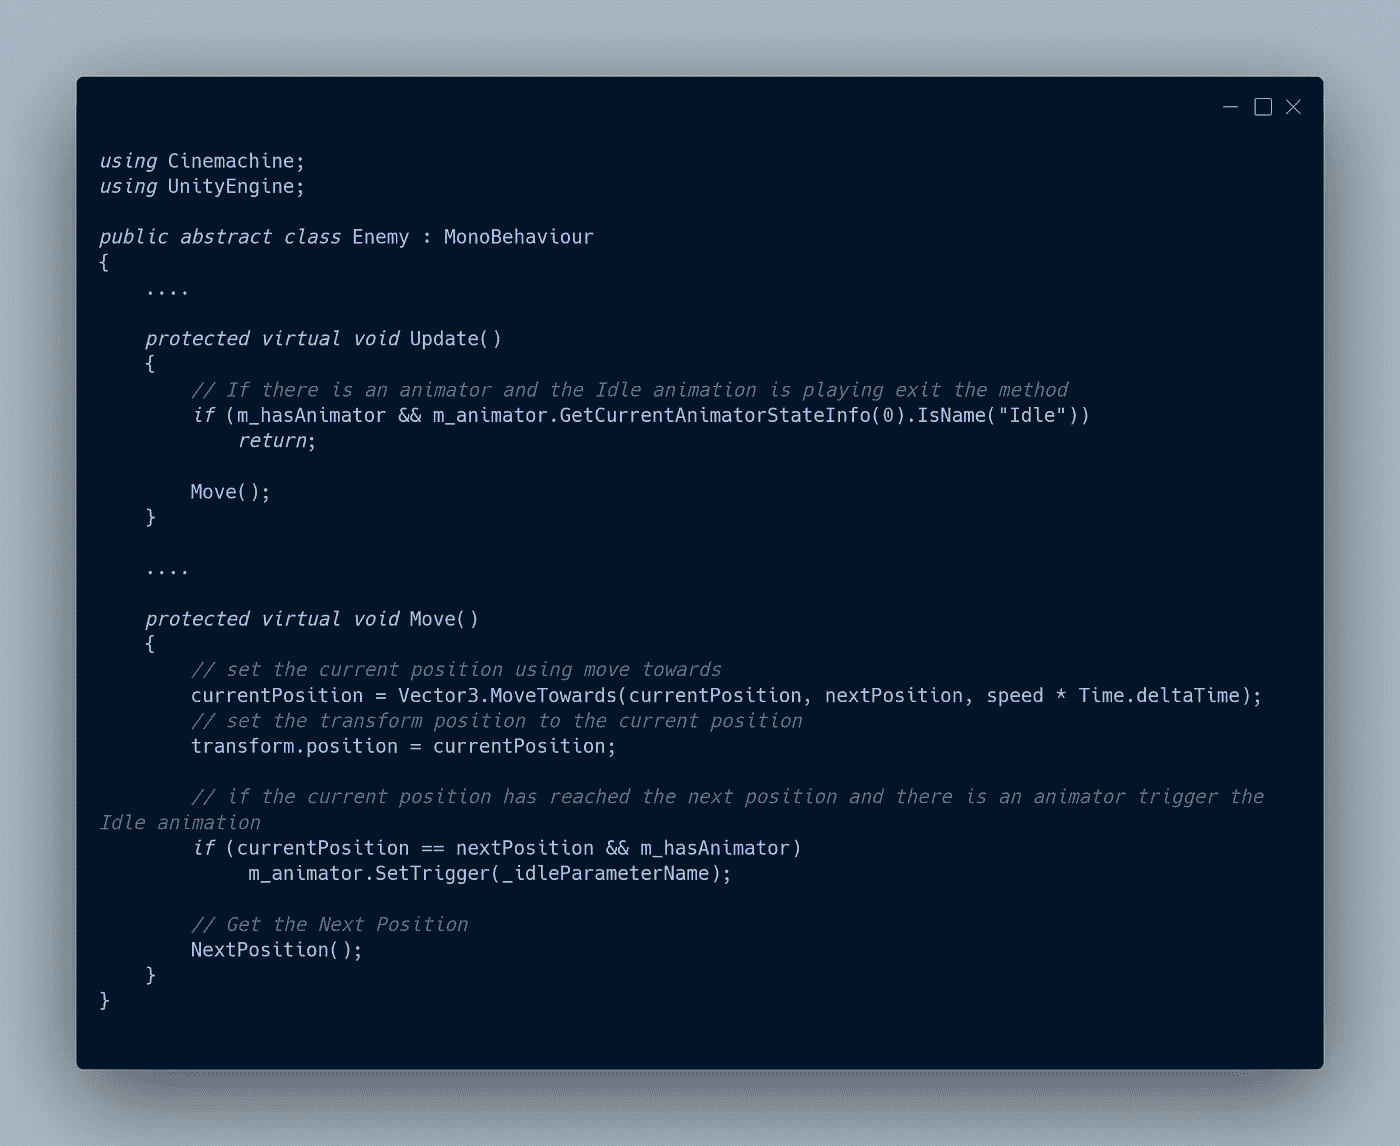 using Cinemachine;
using UnityEngine;

public abstract class Enemy : MonoBehaviour
{
    ....

    protected virtual void Update()
    {
        // If there is an animator and the Idle animation is playing exit the method
        if (m_hasAnimator && m_animator.GetCurrentAnimatorStateInfo(0).IsName("Idle"))
            return;

        Move();
    }

    ....

    protected virtual void Move()
    {
        // set the current position using move towards
        currentPosition = Vector3.MoveTowards(currentPosition, nextPosition, speed * Time.deltaTime);
        // set the transform position to the current position
        transform.position = currentPosition;

        // if the current position has reached the next position and there is an animator trigger the
Idle animation
        if (currentPosition == nextPosition && m_hasAnimator)
             m_animator.SetTrigger(_idleParameterName);

        // Get the Next Position
        NextPosition();
    }
}